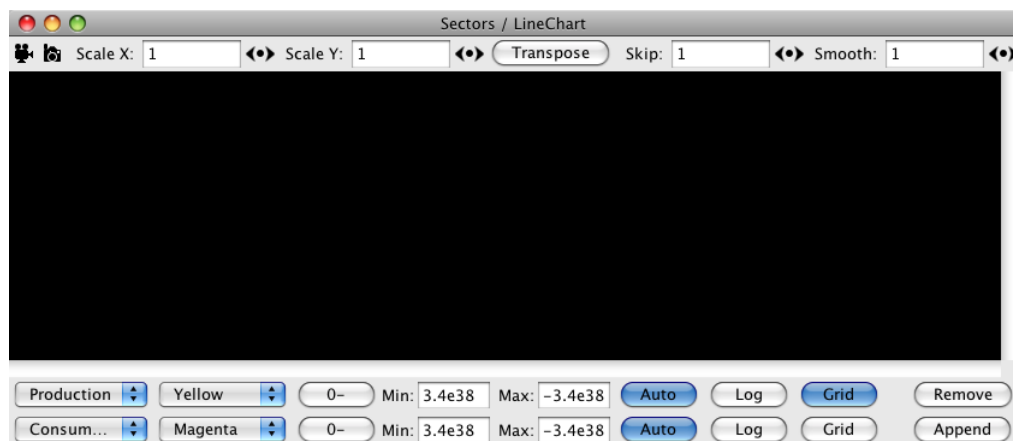 Sectors / LineChart
Scale X: 1 Scale Y: 1 Transpose Skip: 1 Smooth: 1
Production Yellow 0- Min: 3.4e38 Max: -3.4e38 Auto Log Grid Remove
Consum... Magenta 0- Min: 3.4e38 Max: -3.4e38 Auto Log Grid Append